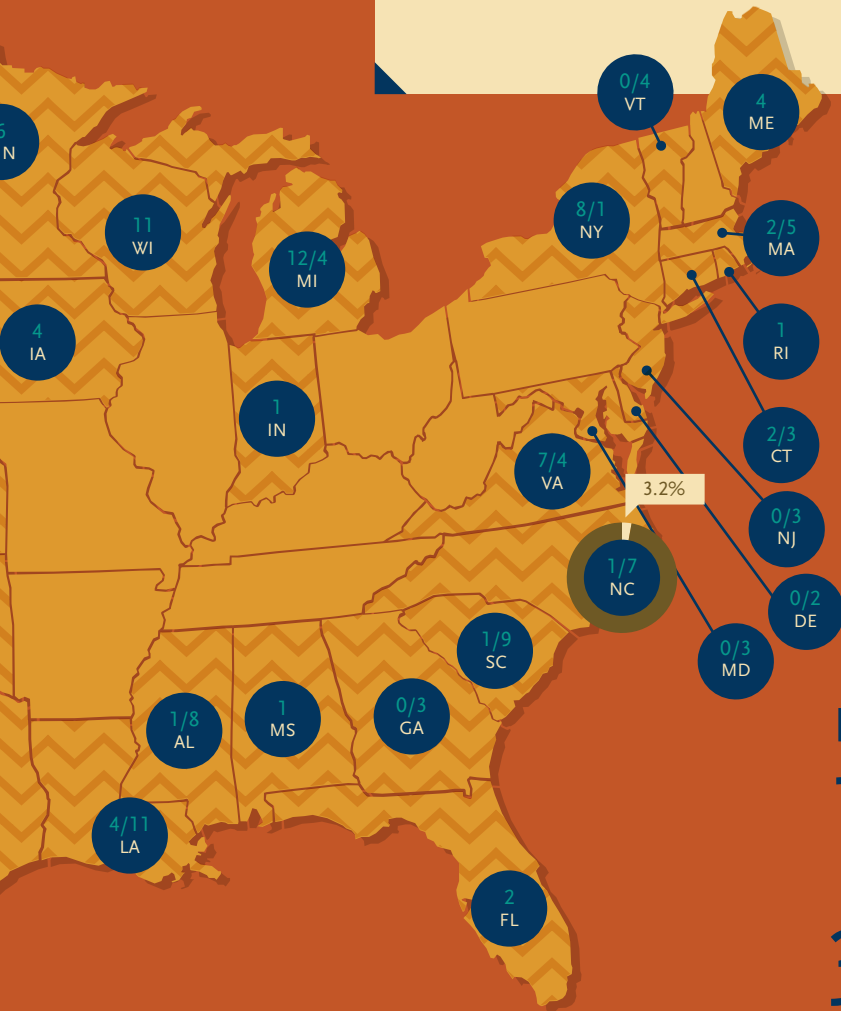 0/4
VT
4
ME
N
11
WI
8/1
NY
2/5
MA
12/4
MI
4
IA
1
RI
1
IN
2/3
CT
7/4
VA
3.2%
0/3
NJ
1/7
NC
0/2
DE
0/3
MD
1/9
SC
1/8
AL
1
MS
0/3
GA
4/11
LA
2
FL